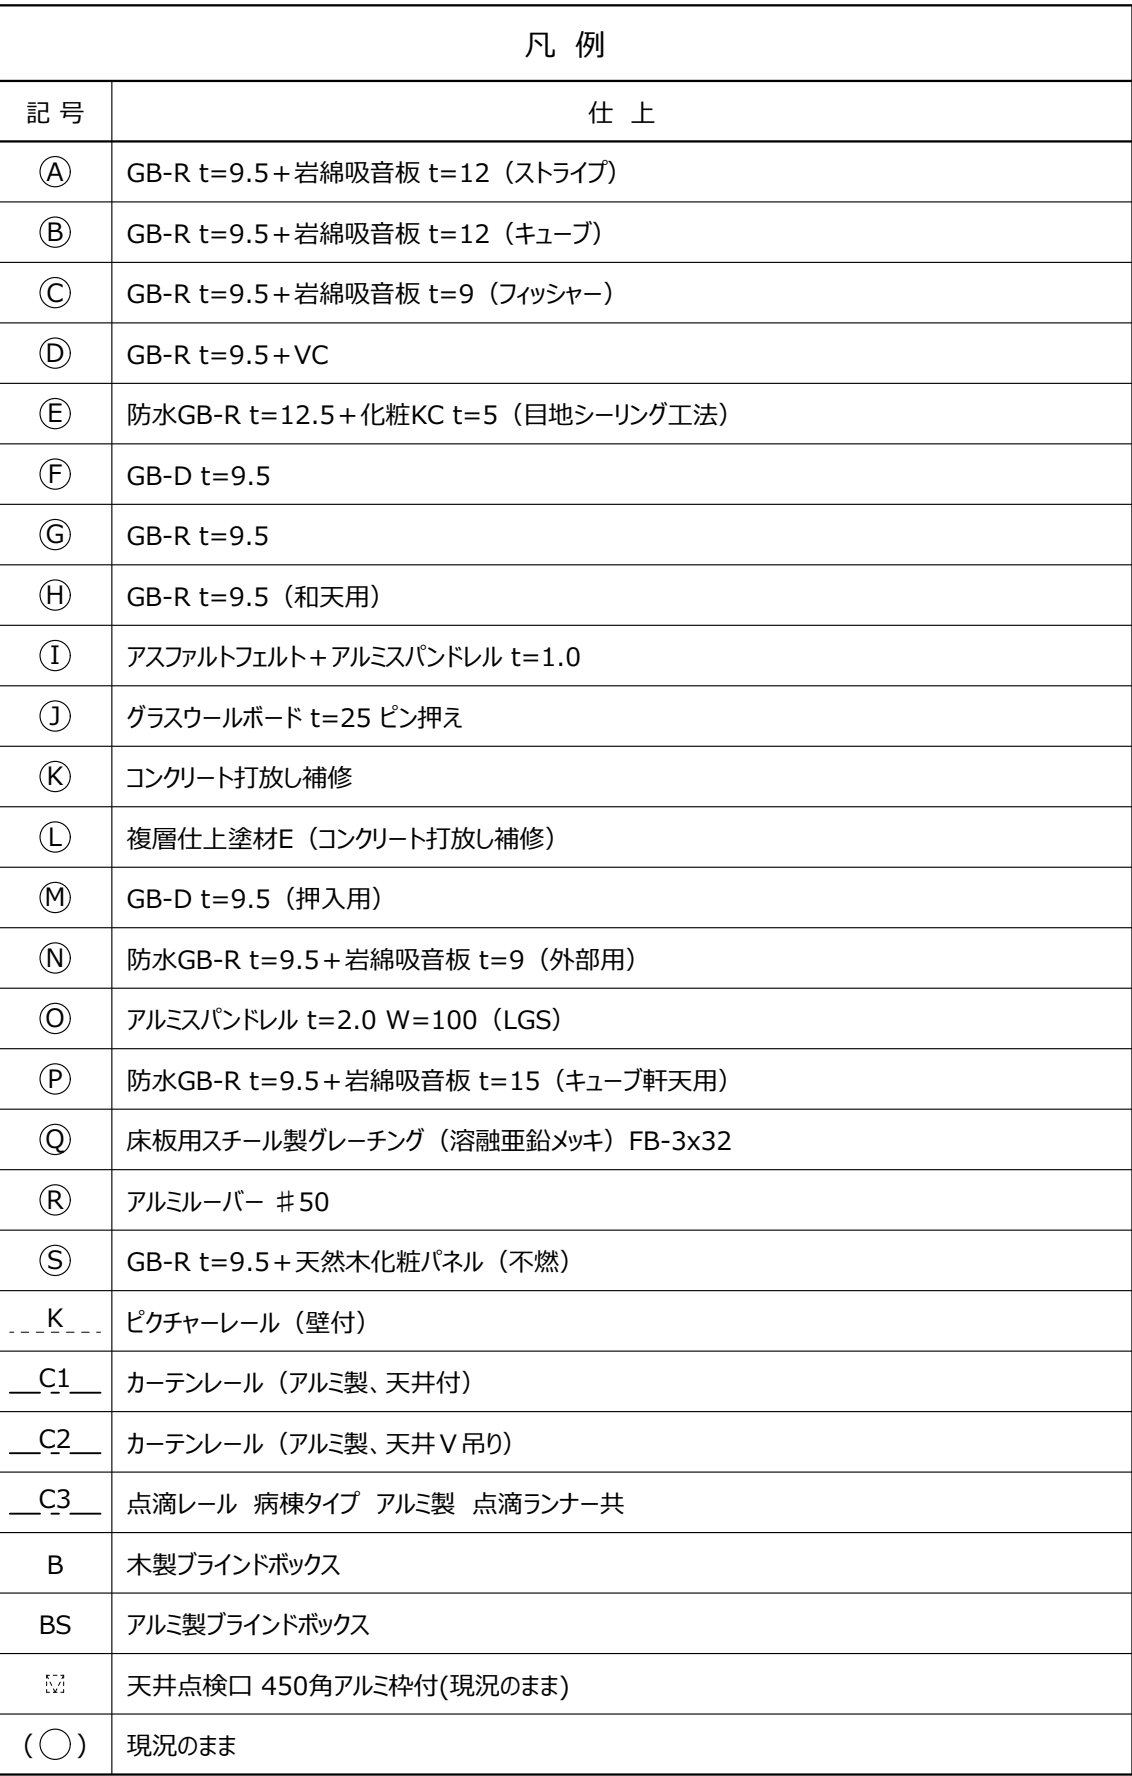 凡 例
記 号 仕 上
Ⓐ GB-R t=9.5＋岩綿吸音板 t=12（ストライプ）
Ⓑ GB-R t=9.5＋岩綿吸音板 t=12（キューブ）
Ⓒ GB-R t=9.5＋岩綿吸音板 t=9（フィッシャー）
Ⓓ GB-R t=9.5＋VC
Ⓔ 防水GB-R t=12.5＋化粧KC t=5（目地シーリング工法）
Ⓕ GB-D t=9.5
Ⓖ GB-R t=9.5
Ⓗ GB-R t=9.5（和天用）
Ⓘ アスファルトフェルト＋アルミスパンドレル t=1.0
Ⓙ グラスウールボード t=25 ピン押え
Ⓚ コンクリート打放し補修
Ⓛ 複層仕上塗材E（コンクリート打放し補修）
Ⓜ GB-D t=9.5（押入用）
Ⓝ 防水GB-R t=9.5＋岩綿吸音板 t=9（外部用）
Ⓞ アルミスパンドレル t=2.0 W=100（LGS）
Ⓟ 防水GB-R t=9.5＋岩綿吸音板 t=15（キューブ軒天用）
Ⓠ 床板用スチール製グレーチング（溶融亜鉛メッキ）FB-3x32
Ⓡ アルミルーバー ♯50
Ⓢ GB-R t=9.5＋天然木化粧パネル（不燃）
K ピクチャーレール（壁付）
C1 カーテンレール（アルミ製、天井付）
C2 カーテンレール（アルミ製、天井Ｖ吊り）
C3 点滴レール 病棟タイプ アルミ製 点滴ランナー共
B 木製ブラインドボックス
BS アルミ製ブラインドボックス
天井点検口 450角アルミ枠付(現況のまま)
(◯) 現況のまま